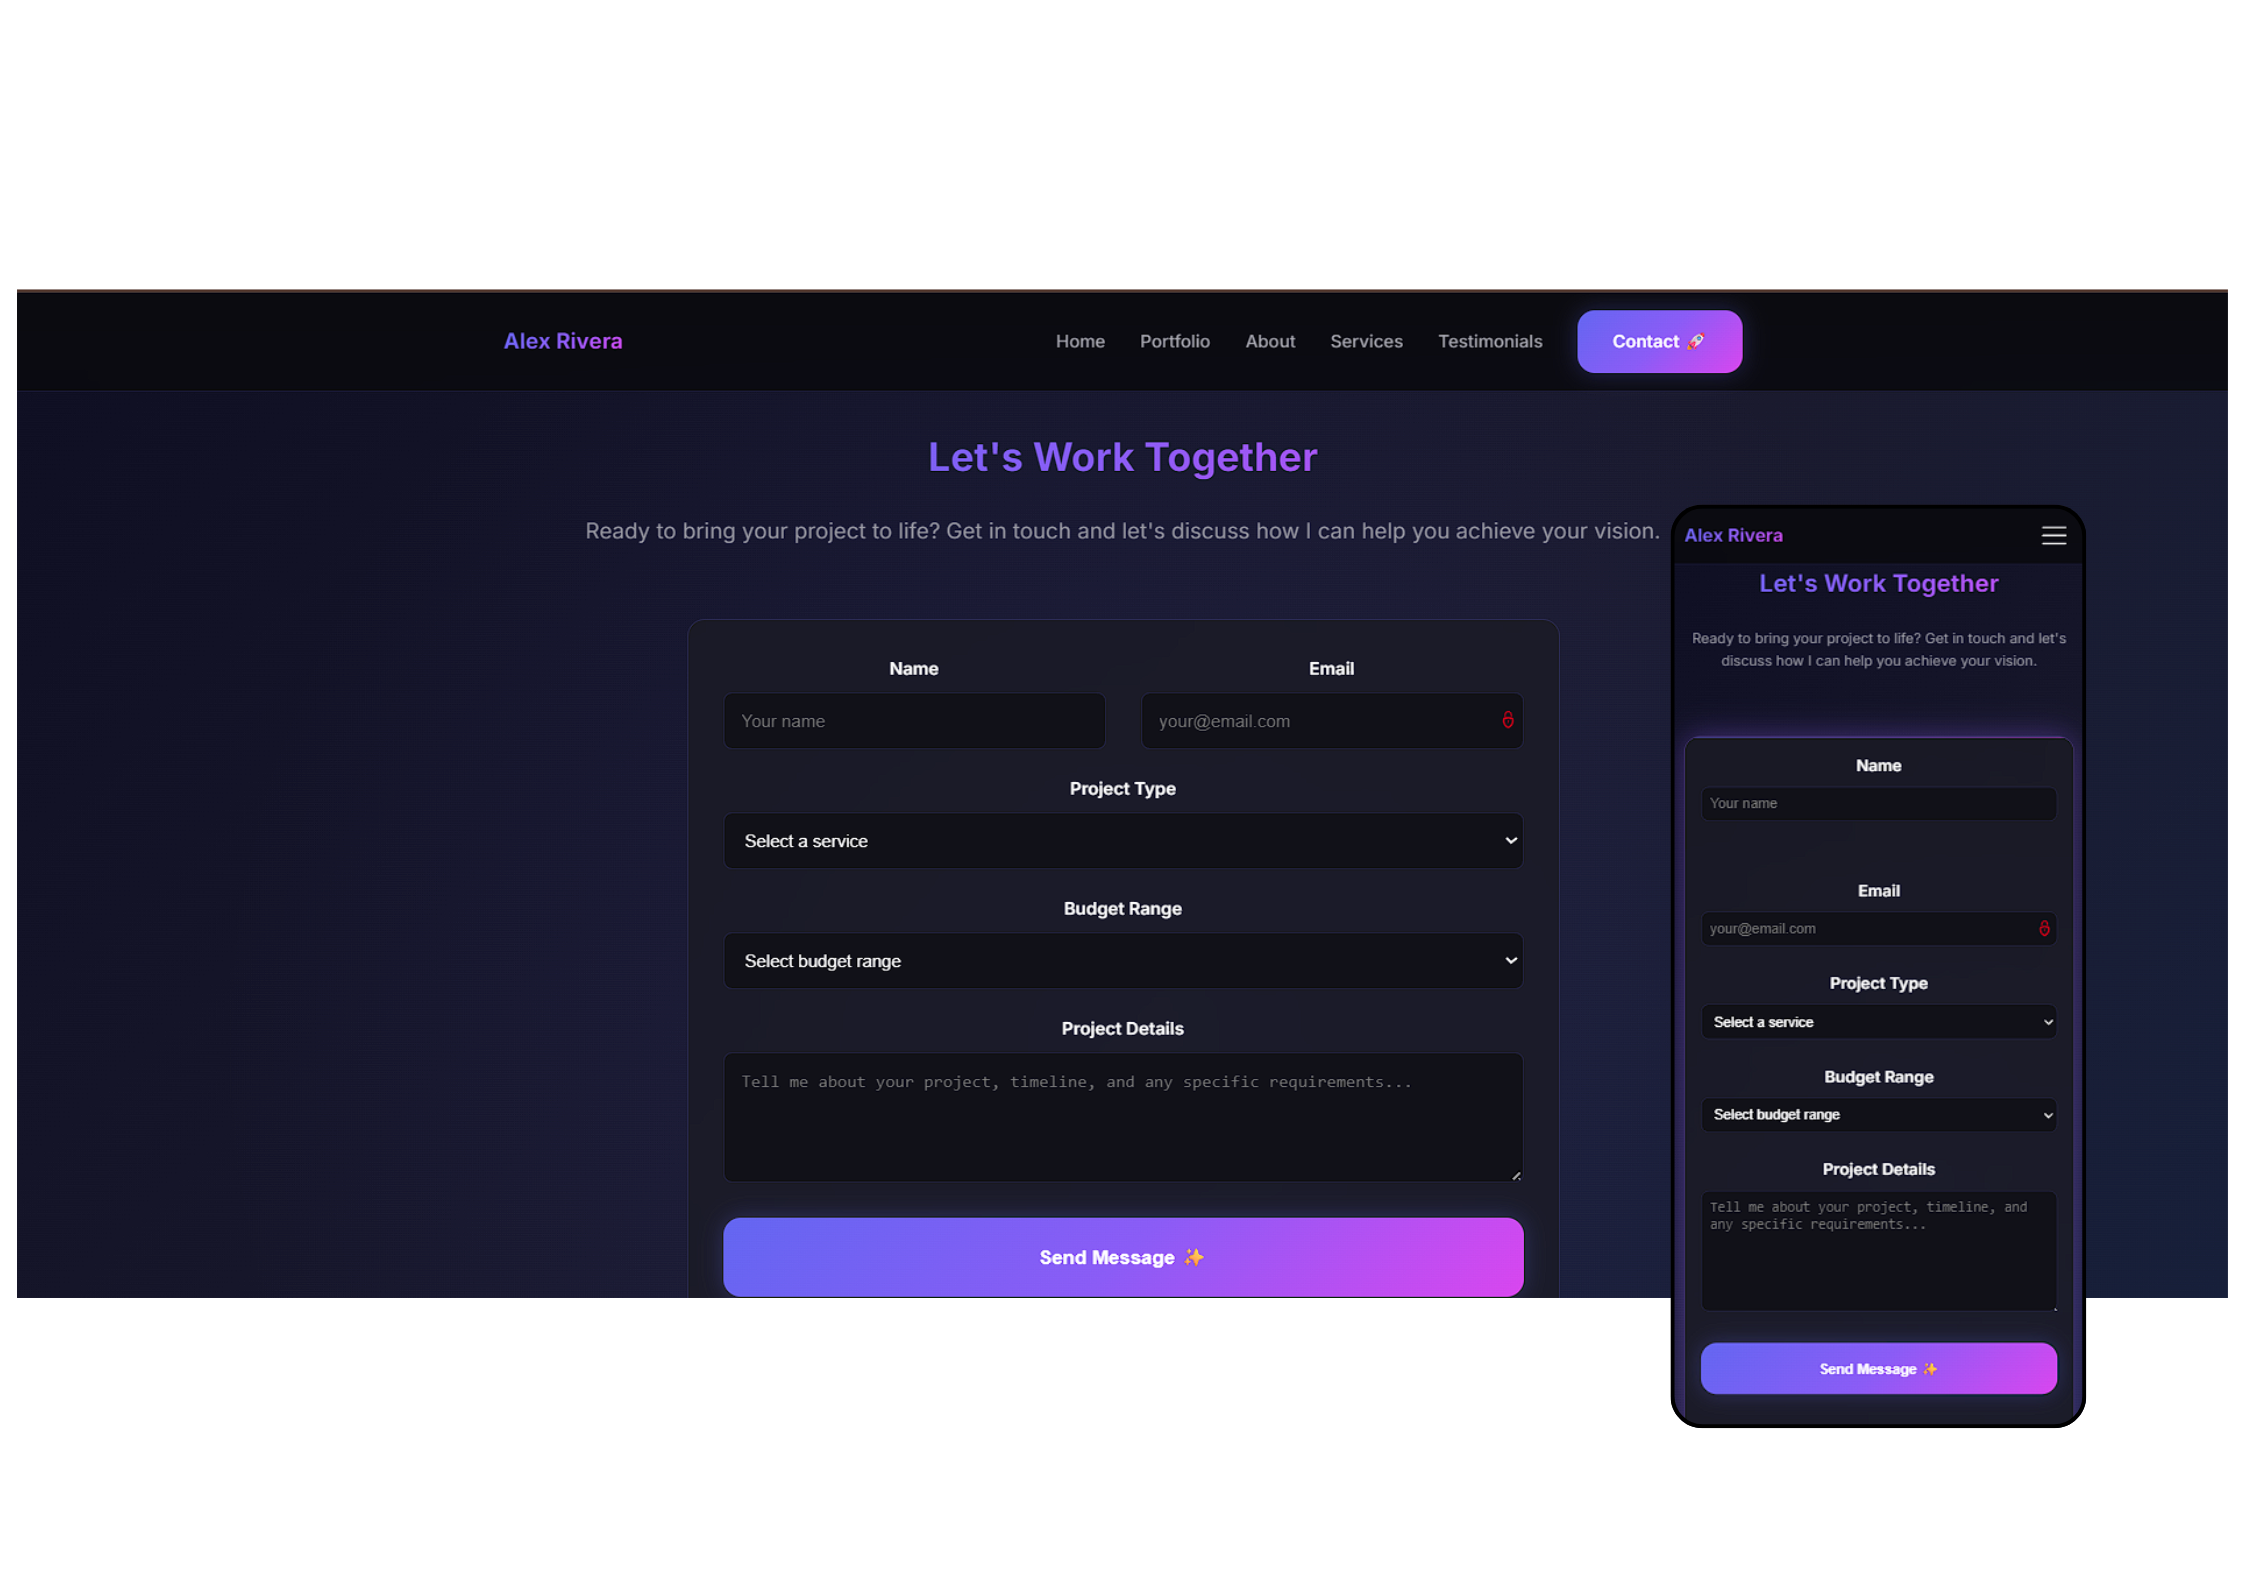 Alex Rivera
Home Portfolio About Services Testimonials Contact 🚀
Let's Work Together
Ready to bring your project to life? Get in touch and let's discuss how I can help you achieve your vision.
Name Email
Your name your@email.com
Project Type
Select a service
Budget Range
Select budget range
Project Details
Tell me about your project, timeline, and any specific requirements...
Send Message ✨
Alex Rivera
Let's Work Together
Ready to bring your project to life? Get in touch and let's
discuss how I can help you achieve your vision.
Name
Your name
Email
your@email.com
Project Type
Select a service
Budget Range
Select budget range
Project Details
Tell me about your project, timeline, and
any specific requirements...
Send Message ✨